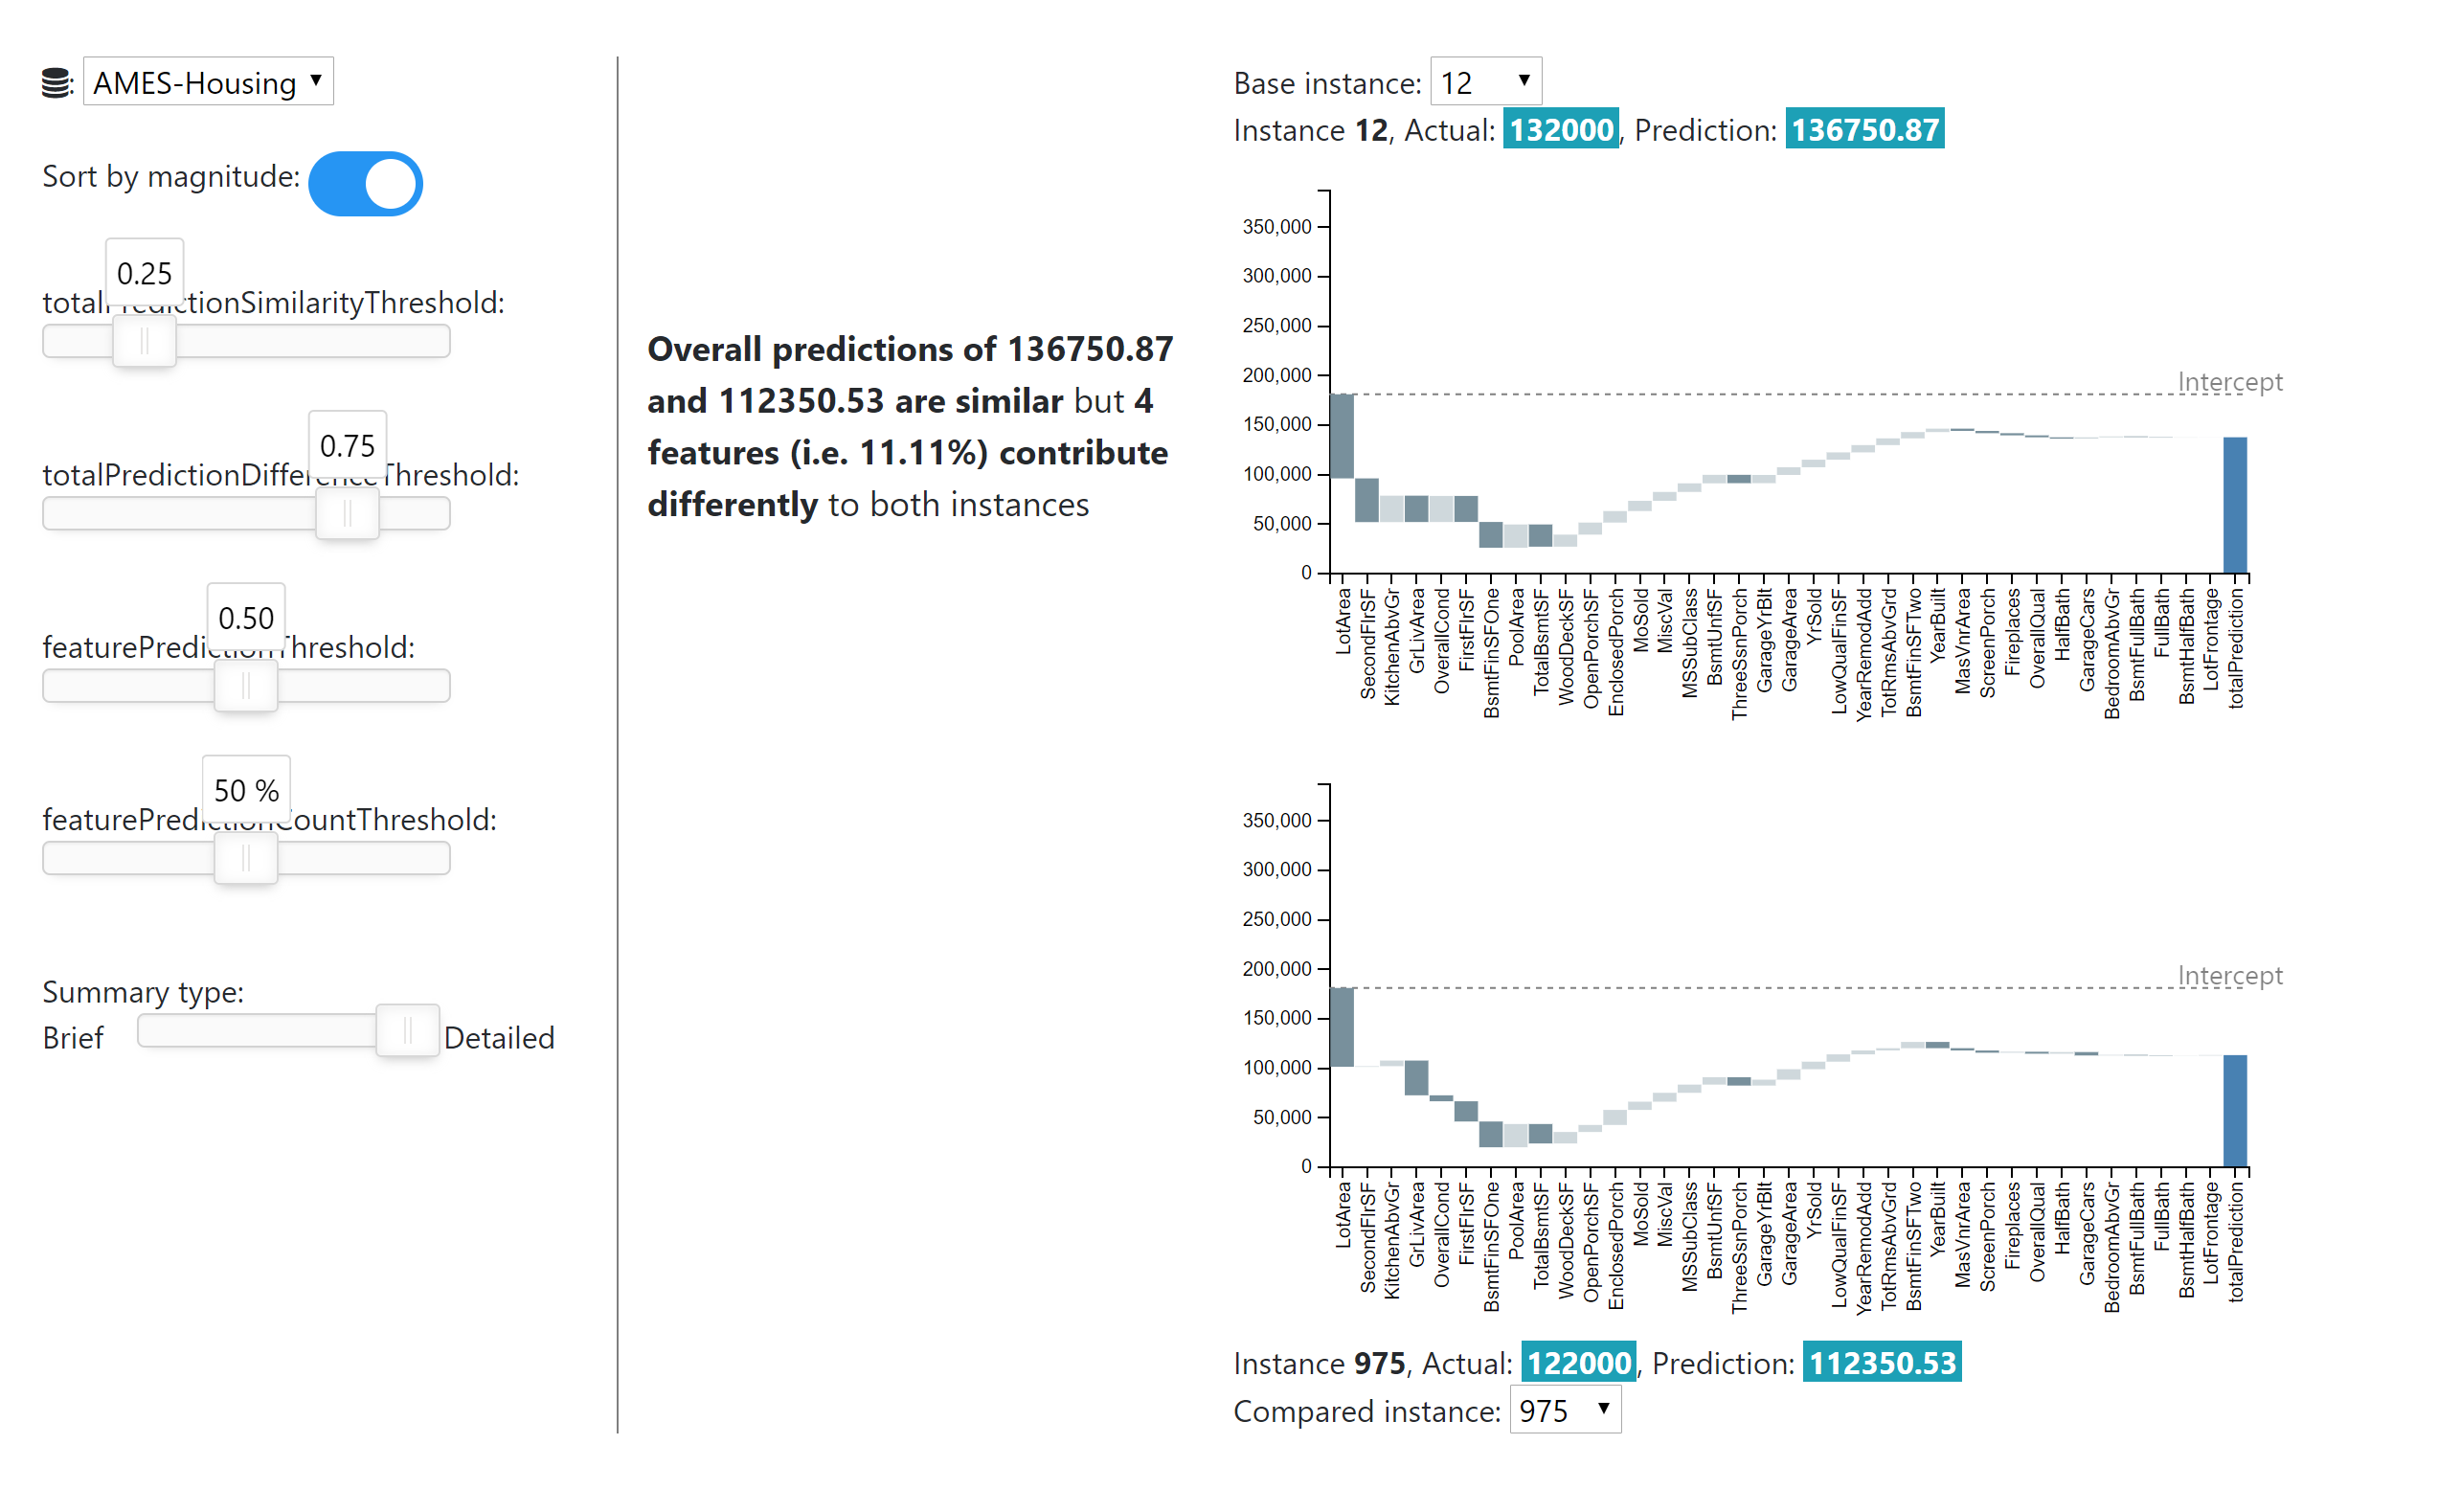 : AMES-Housing
Sort by magnitude:
0.25
totalPredictionSimilarityThreshold:
0.75
totalPredictionDifferenceThreshold:
0.50
featurePredictionThreshold:
50 %
featurePredictionCountThreshold:
Summary type:
Brief Detailed
Overall predictions of 136750.87
and 112350.53 are similar but 4
features (i.e. 11.11%) contribute
differently to both instances
Base instance: 12
Instance 12, Actual: 132000, Prediction: 136750.87
350,000
300,000
250,000
200,000
150,000
100,000
50,000
0
Intercept
LotArea
SecondFlrSF
KitchenAbvGr
GrLivArea
OverallCond
FirstFlrSF
BsmtFinSFOne
PoolArea
TotalBsmtSF
WoodDeckSF
OpenPorchSF
EnclosedPorch
MoSold
MiscVal
MSSubClass
BsmtUnfSF
ThreeSsnPorch
GarageYrBlt
GarageArea
YrSold
LowQualFinSF
YearRemodAdd
TotRmsAbvGrd
BsmtFinSFTwo
YearBuilt
MasVnrArea
ScreenPorch
Fireplaces
OverallQual
HalfBath
GarageCars
BedroomAbvGr
BsmtFullBath
FullBath
BsmtHalfBath
LotFrontage
totalPrediction
350,000
300,000
250,000
200,000
150,000
100,000
50,000
0
Intercept
LotArea
SecondFlrSF
KitchenAbvGr
GrLivArea
OverallCond
FirstFlrSF
BsmtFinSFOne
PoolArea
TotalBsmtSF
WoodDeckSF
OpenPorchSF
EnclosedPorch
MoSold
MiscVal
MSSubClass
BsmtUnfSF
ThreeSsnPorch
GarageYrBlt
GarageArea
YrSold
LowQualFinSF
YearRemodAdd
TotRmsAbvGrd
BsmtFinSFTwo
YearBuilt
MasVnrArea
ScreenPorch
Fireplaces
OverallQual
HalfBath
GarageCars
BedroomAbvGr
BsmtFullBath
FullBath
BsmtHalfBath
LotFrontage
totalPrediction
Instance 975, Actual: 122000, Prediction: 112350.53
Compared instance: 975